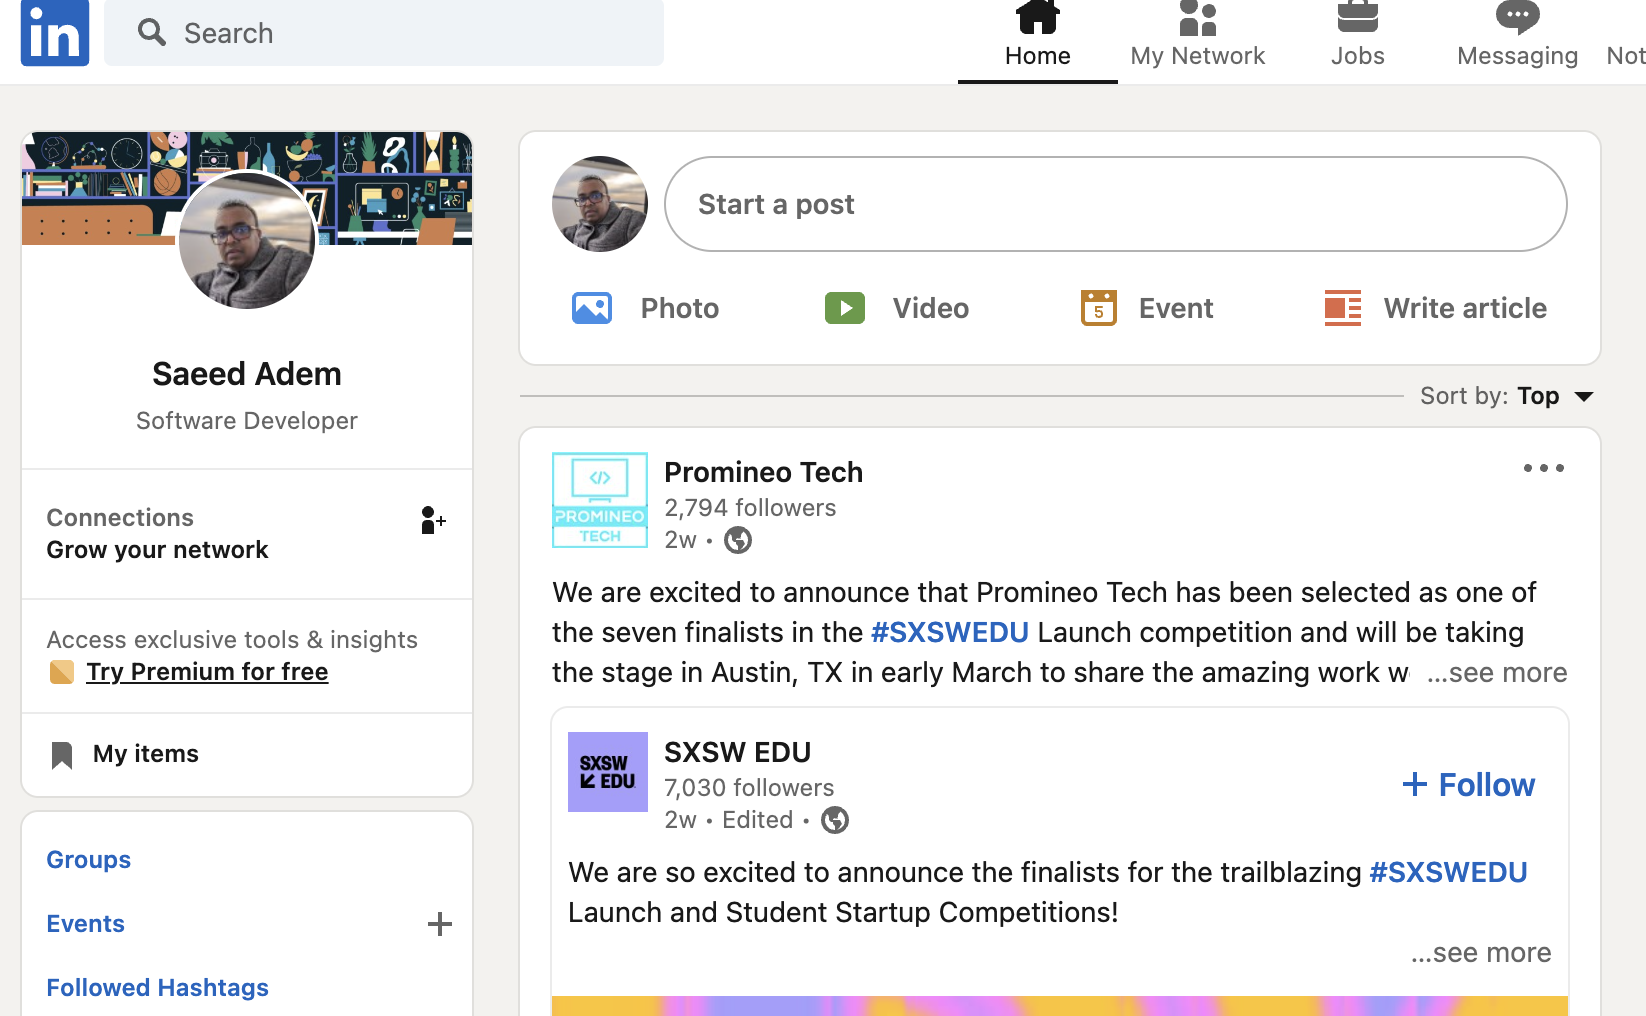 in
Search
Home
My Network
Jobs
Messaging
Not
Saeed Adem
Software Developer
Connections
Grow your network
Access exclusive tools & insights
Try Premium for free
My items
Groups
Events
Followed Hashtags
Start a post
Photo
Video
5
Event
Write article
Sort by: Top
</>
PROMINEO
TECH
Promineo Tech
2,794 followers
2w •
We are excited to announce that Promineo Tech has been selected as one of
the seven finalists in the #SXSWEDU Launch competition and will be taking
the stage in Austin, TX in early March to share the amazing work w ...see more
SXSW
EDU
SXSW EDU
7,030 followers
2w • Edited •
+ Follow
We are so excited to announce the finalists for the trailblazing #SXSWEDU
Launch and Student Startup Competitions!
...see more